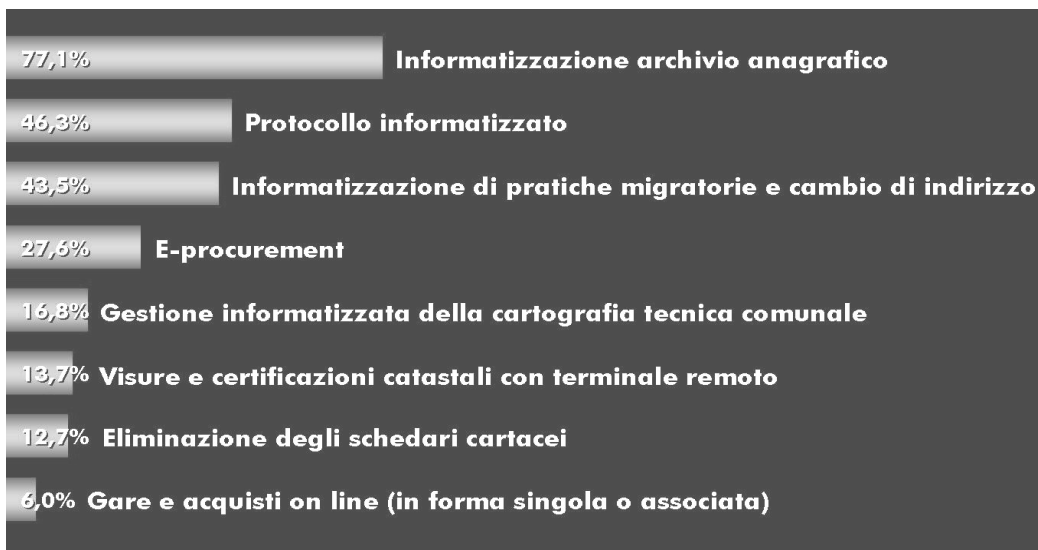 77,1% Informatizzazione archivio anagrafico
46,3% Protocollo informatizzato
43,5% Informatizzazione di pratiche migratorie e cambio di indirizzo
27,6% E-procurement
16,8% Gestione informatizzata della cartografia tecnica comunale
13,7% Visure e certificazioni catastali con terminale remoto
12,7% Eliminazione degli schedari cartacei
6,0% Gare e acquisti on line (in forma singola o associata)